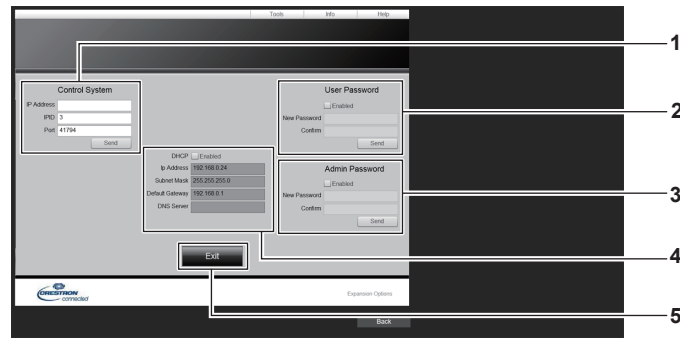 Tools Info Help
1
Control System
IP Address
IPID 3
Port 41794
Send
User Password
Enabled
New Password
Confirm
Send
2
DHCP Enabled
Ip Address 192.168.0.24
Subnet Mask 255.255.255.0
Default Gateway 192.168.0.1
DNS Server
Admin Password
Enabled
New Password
Confirm
Send
3
4
Exit
CRESTRON
connected
Expansion Options
5
Back